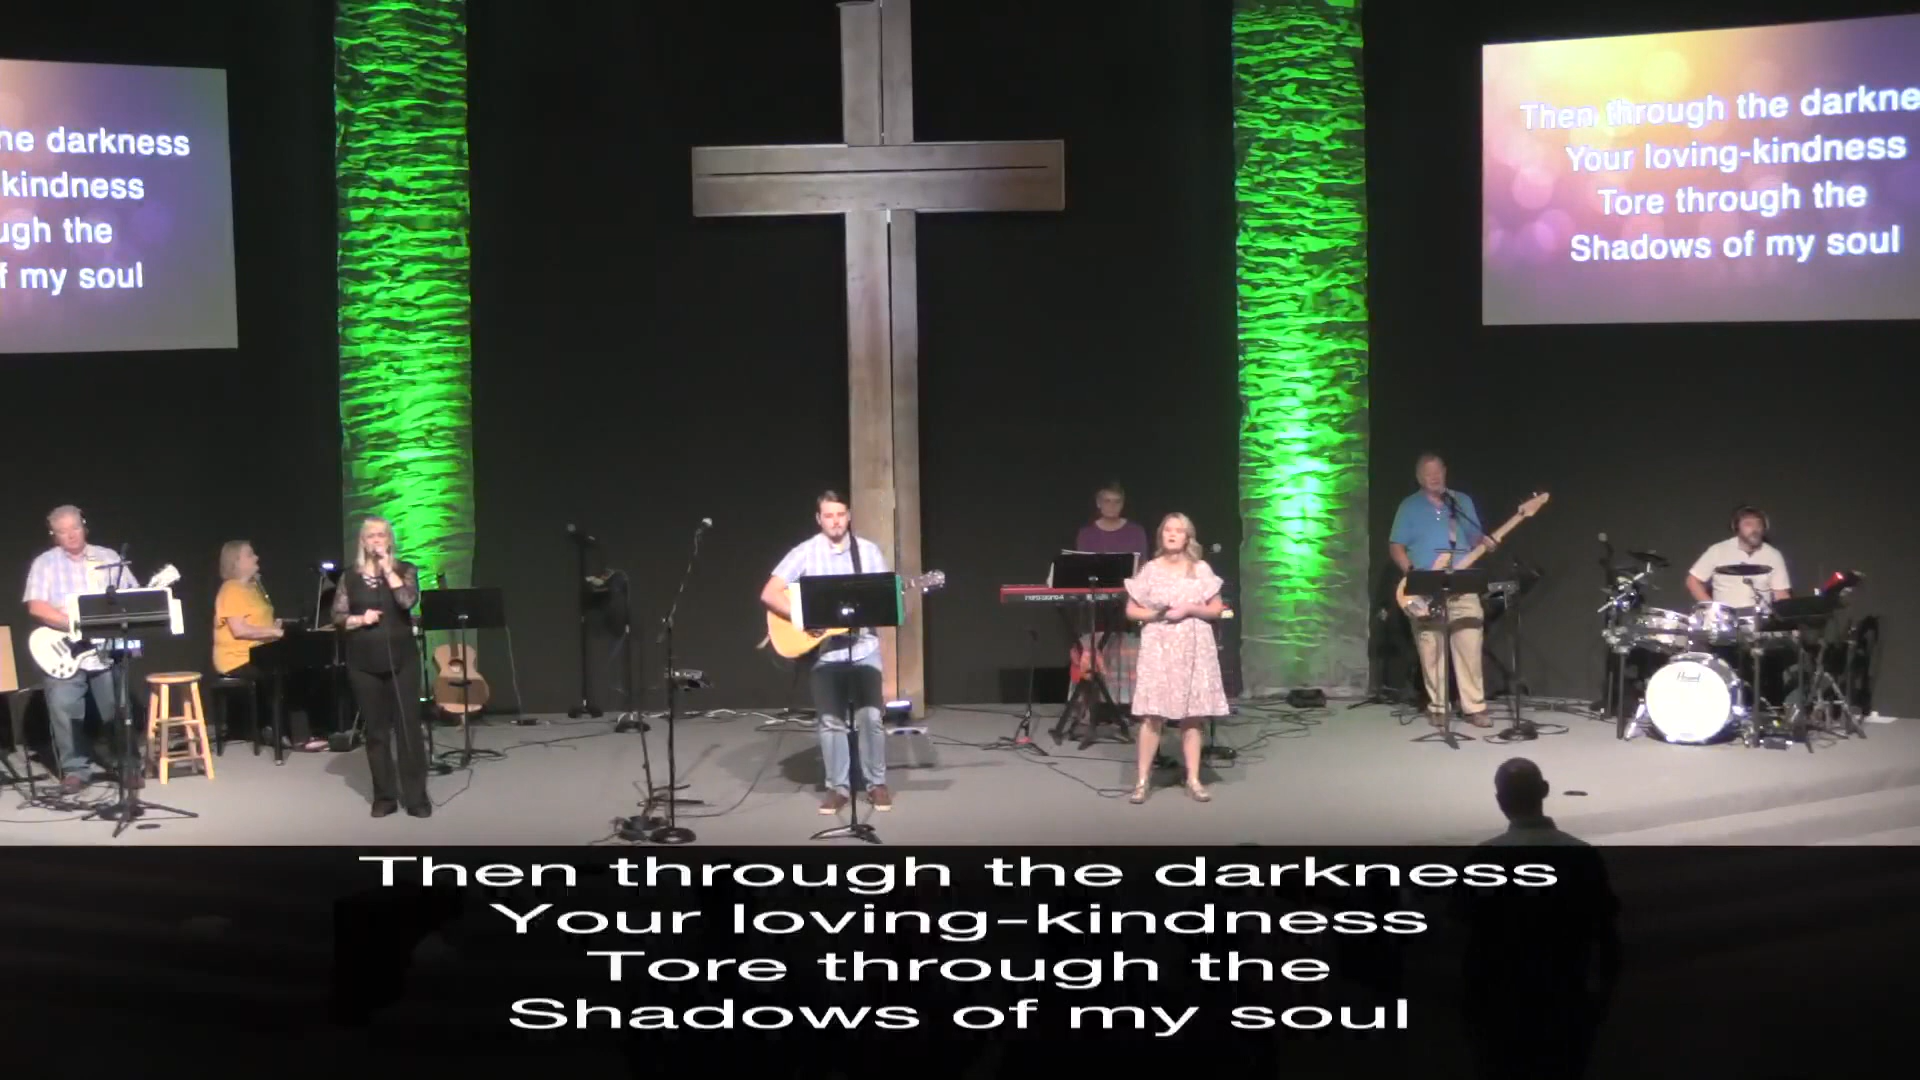 he darkness
kindness
ugh the
f my soul
Then through the darkne
Your loving-kindness
Tore through the
Shadows of my soul
Then through the darkness
Your loving-kindness
Tore through the
Shadows of my soul